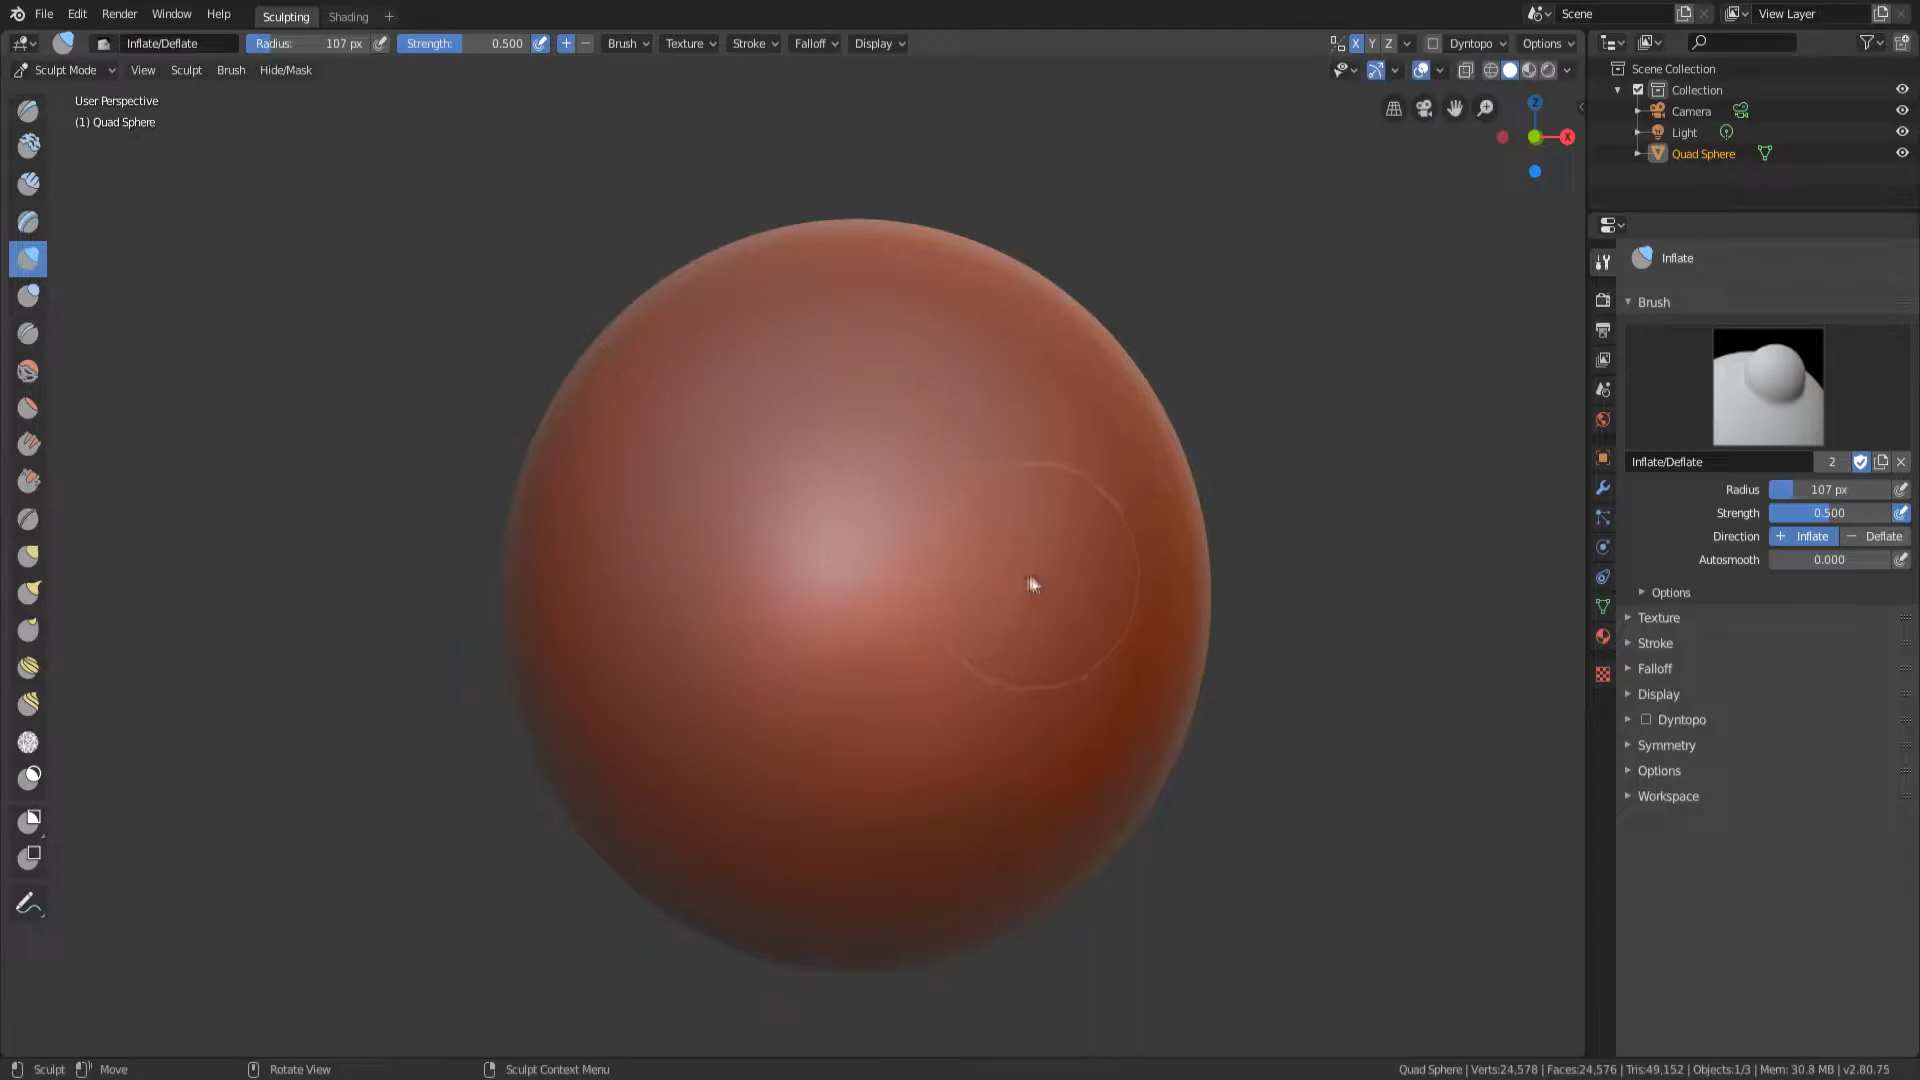 File Edit Render Window Help Sculpting Shading + Scene View Layer
Inflate/Deflate Radius: 107 px Strength: 0.500 + − Brush Texture Stroke Falloff Display X Y Z Dyntopo Options
Sculpt Mode View Sculpt Brush Hide/Mask
Scene Collection
Collection
Camera
Light
Quad Sphere
User Perspective
(1) Quad Sphere
Z
X
Inflate
Brush
Inflate/Deflate 2
Radius 107 px
Strength 0.500
Direction + Inflate − Deflate
Autosmooth 0.000
Options
Texture
Stroke
Falloff
Display
Dyntopo
Symmetry
Options
Workspace
Sculpt Move Rotate View Sculpt Context Menu Quad Sphere | Verts:24,578 | Faces:24,576 | Tris:49,152 | Objects:1/3 | Mem: 30.8 MB | v2.80.75